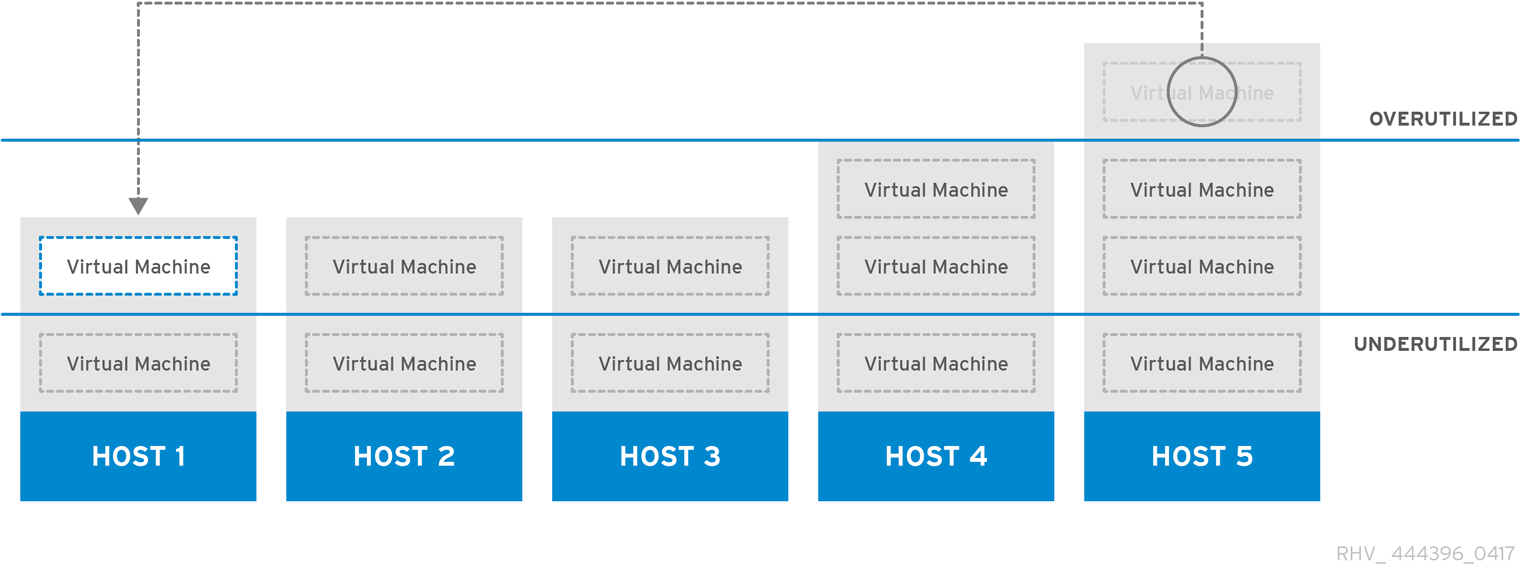 Virtual Machine
OVERUTILIZED
Virtual Machine
Virtual Machine
Virtual Machine
Virtual Machine
Virtual Machine
Virtual Machine
Virtual Machine
UNDERUTILIZED
Virtual Machine
Virtual Machine
Virtual Machine
Virtual Machine
Virtual Machine
HOST 1
HOST 2
HOST 3
HOST 4
HOST 5
RHV_ 444396_0417